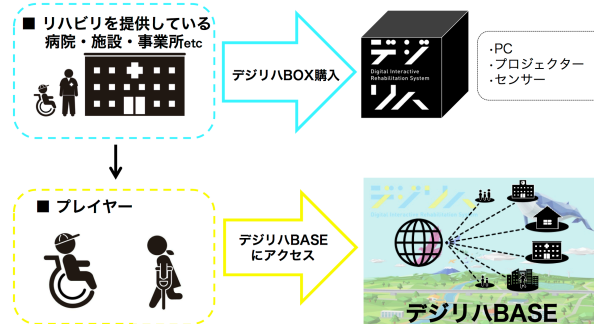 ■ リハビリを提供している
病院・施設・事業所etc
デジリハBOX購入
デジ
Digital Interactive
Rehabilitation System
リハ
・PC
・プロジェクター
・センサー
■ プレイヤー
デジリハBASE
にアクセス
デジリハ
デジリハBASE